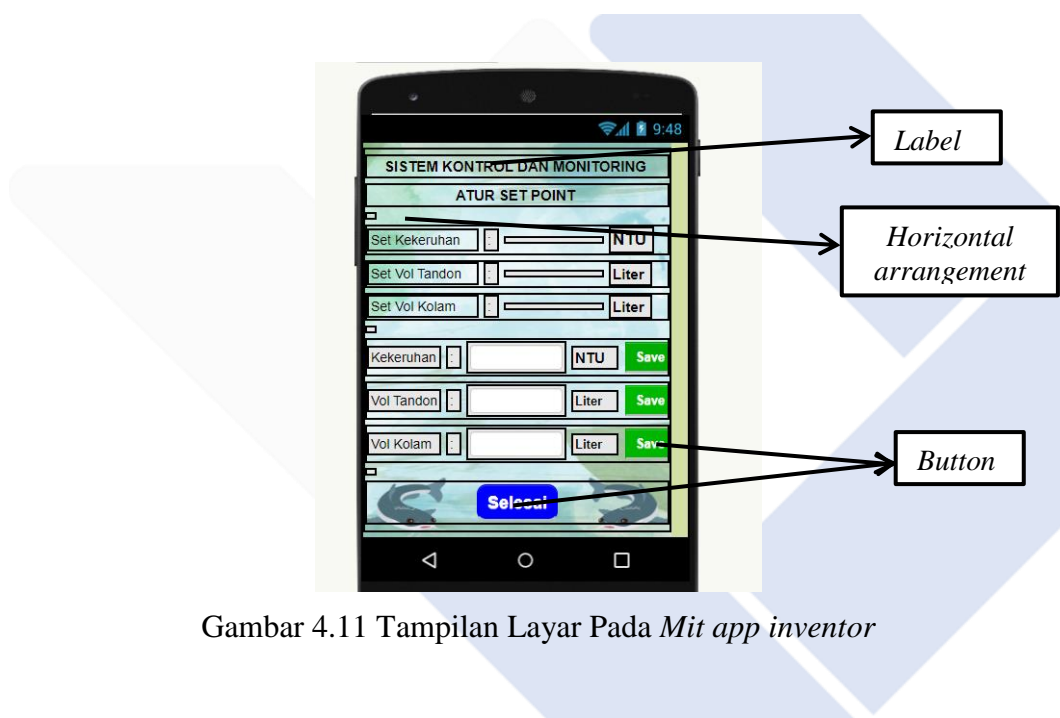 9:48
SISTEM KONTROL DAN MONITORING
ATUR SET POINT
Set Kekeruhan : NTU
Set Vol Tandon : Liter
Set Vol Kolam : Liter
Kekeruhan : NTU Save
Vol Tandon : Liter Save
Vol Kolam : Liter Save
Selesai
Label
Horizontal
arrangement
Button
Gambar 4.11 Tampilan Layar Pada Mit app inventor